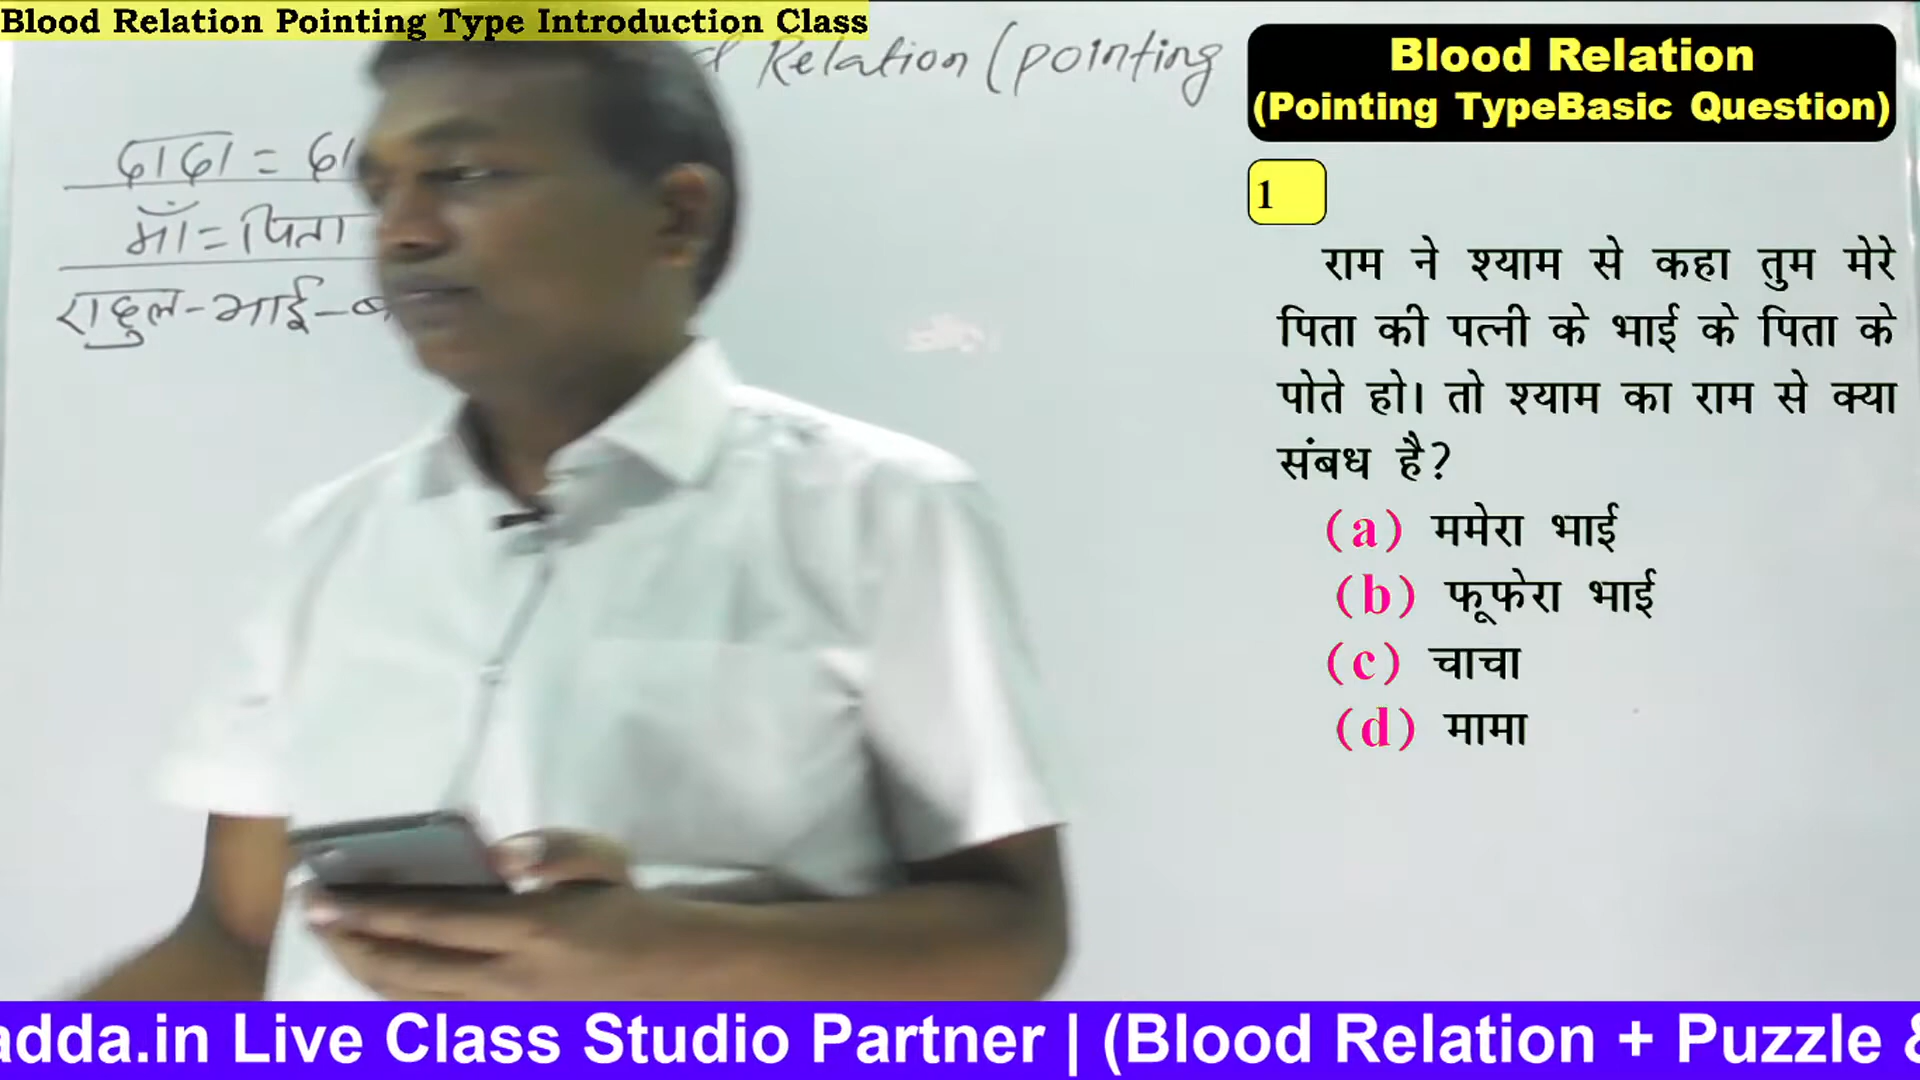 Blood Relation Pointing Type Introduction Class
Relation (pointing
दादा =
माँ = पिता
राहुल - भाई -
Blood Relation
(Pointing TypeBasic Question)
1
राम ने श्याम से कहा तुम मेरे
पिता की पत्नी के भाई के पिता के
पोते हो। तो श्याम का राम से क्या
संबध है?
(a) ममेरा भाई
(b) फूफेरा भाई
(c) चाचा
(d) मामा
adda.in Live Class Studio Partner | (Blood Relation + Puzzle &